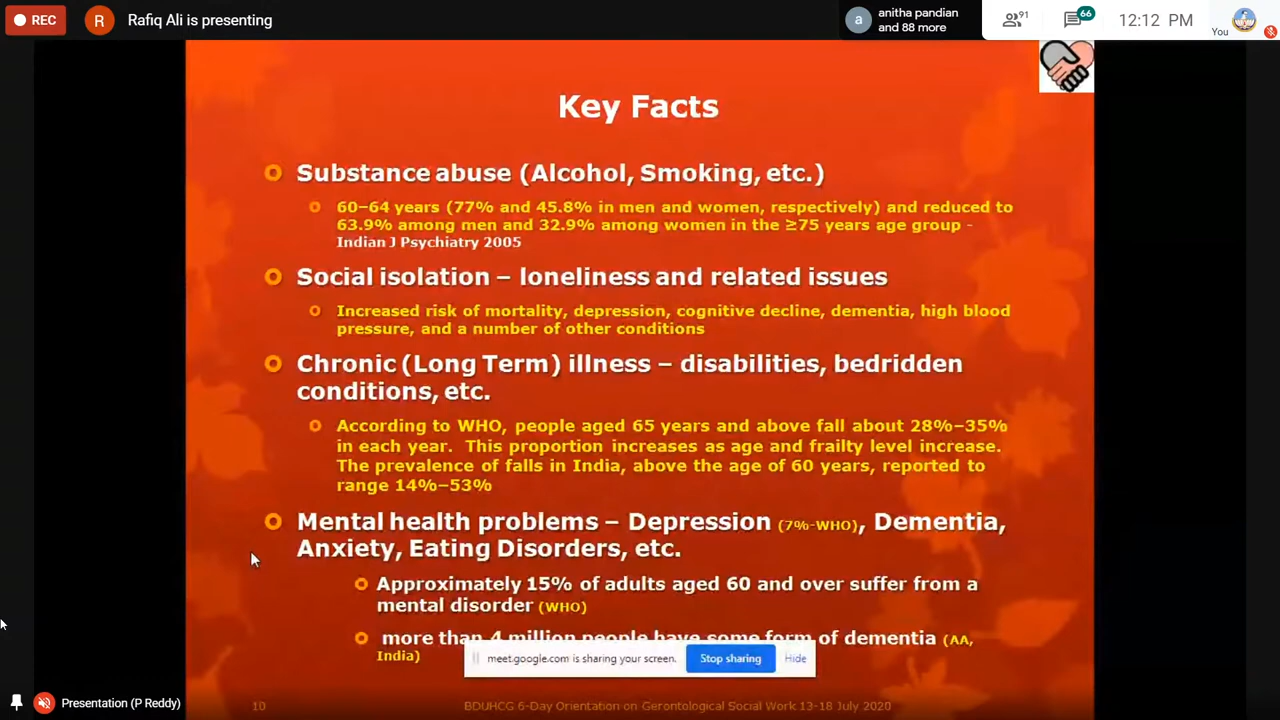 REC
R
Rafiq Ali is presenting
a
anitha pandian
and 88 more
91
66
12:12 PM
You
Key Facts
Substance abuse (Alcohol, Smoking, etc.)
60–64 years (77% and 45.8% in men and women, respectively) and reduced to
63.9% among men and 32.9% among women in the ≥75 years age group -
Indian J Psychiatry 2005
Social isolation – loneliness and related issues
Increased risk of mortality, depression, cognitive decline, dementia, high blood
pressure, and a number of other conditions
Chronic (Long Term) illness – disabilities, bedridden
conditions, etc.
According to WHO, people aged 65 years and above fall about 28%–35%
in each year. This proportion increases as age and frailty level increase.
The prevalence of falls in India, above the age of 60 years, reported to
range 14%–53%
Mental health problems – Depression (7%-WHO), Dementia,
Anxiety, Eating Disorders, etc.
Approximately 15% of adults aged 60 and over suffer from a
mental disorder (WHO)
more than 4 million people have some form of dementia (AA,
India)
meet.google.com is sharing your screen. Stop sharing Hide
Presentation (P Reddy)
10 BDUHCG 6-Day Orientation on Gerontological Social Work 13-18 July 2020